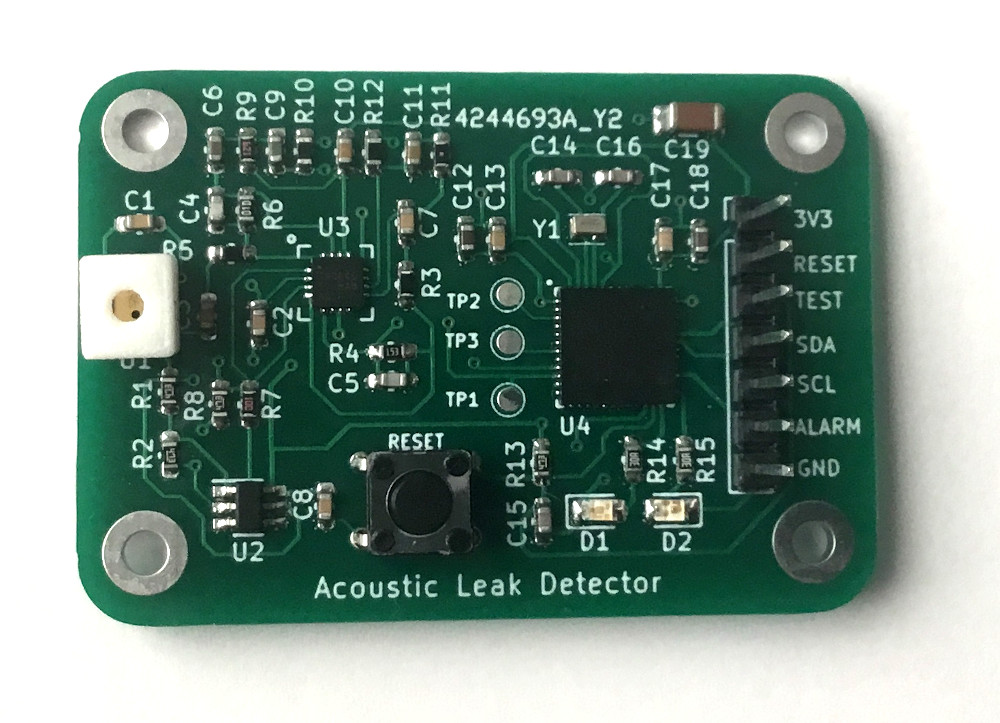 C6
R9
C9
R10
C10
R12
C11
R11
4244693A_Y2
C14
C16
C19
C1
C4
R6
U3
C7
C12
C13
Y1
C17
C18
3V3
R5
RESET
R3
TP2
TEST
C2
R4
TP3
SDA
U1
C5
SCL
R1
R8
R7
TP1
U4
ALARM
R2
RESET
R13
R14
R15
GND
U2
C8
C15
D1
D2
Acoustic Leak Detector